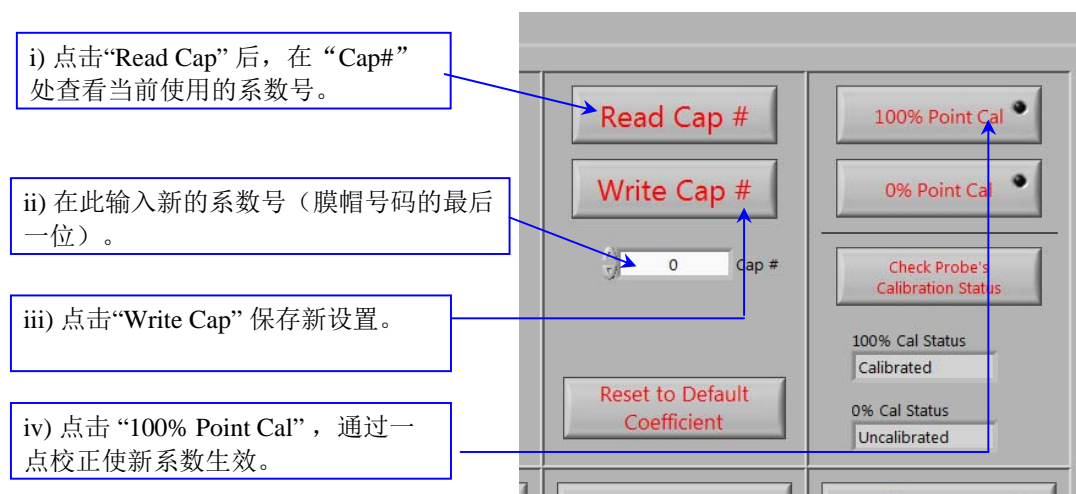 i) 点击“Read Cap” 后，在“Cap#”
处查看当前使用的系数号。
ii) 在此输入新的系数号（膜帽号码的最后
一位）。
iii) 点击“Write Cap” 保存新设置。
iv) 点击 “100% Point Cal”，通过一
点校正使新系数生效。
Read Cap #
Write Cap #
0
Cap #
Reset to Default
Coefficient
100% Point Cal
0% Point Cal
Check Probe's
Calibration Status
100% Cal Status
Calibrated
0% Cal Status
Uncalibrated